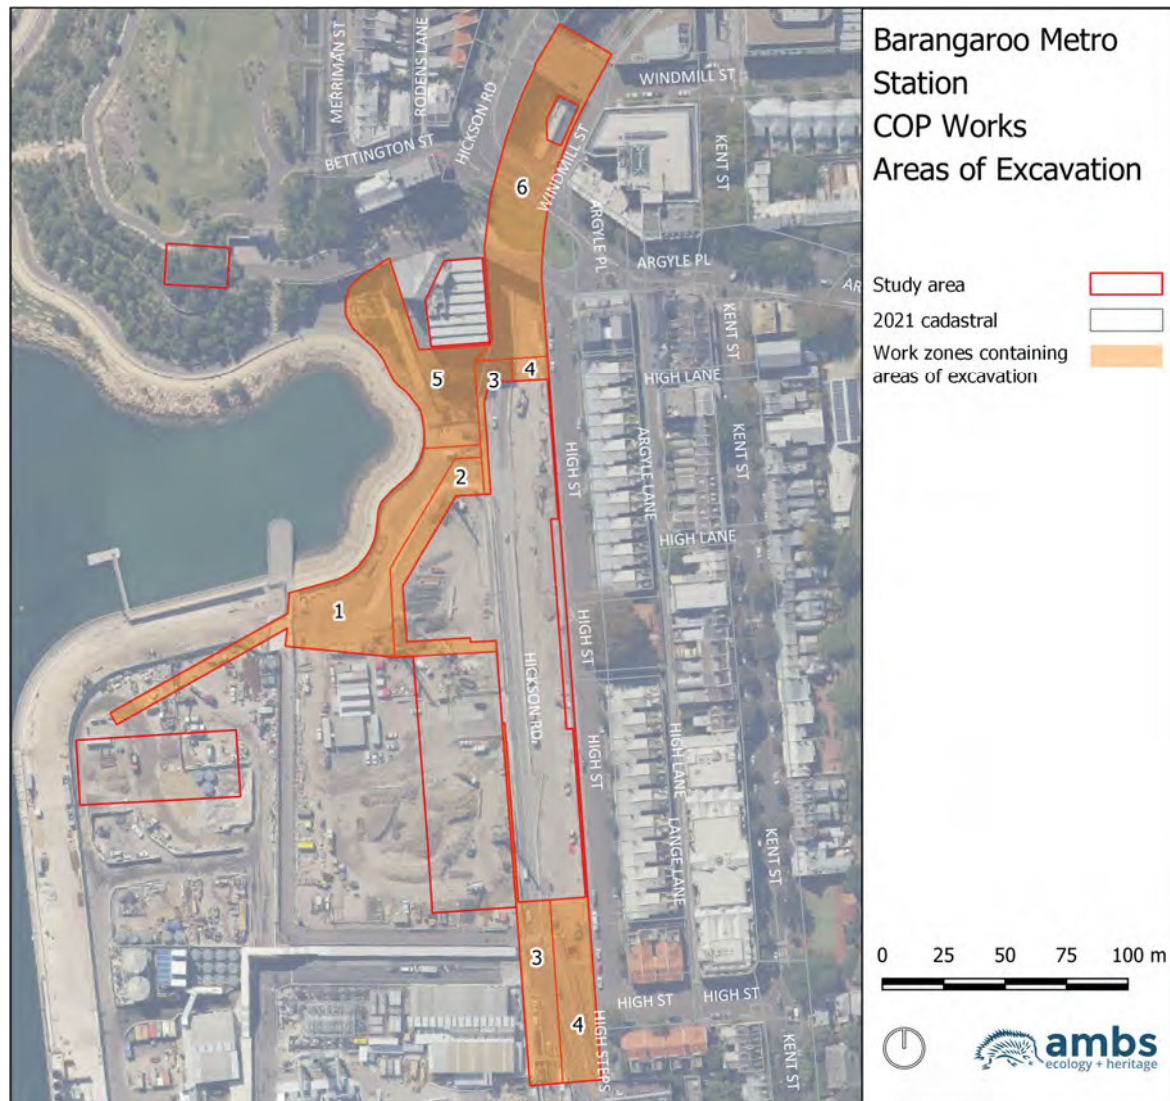 Barangaroo Metro
Station
COP Works
Areas of Excavation
Study area
2021 cadastral
Work zones containing
areas of excavation
0 25 50 75 100 m
ambs
ecology + heritage
MERRIMAN ST
RODENS LANE
HICKSON RD
BETTINGTON ST
WINDMILL ST
WINDMILL ST
KENT ST
6
ARGYLE PL
ARGYLE PL
AR
KENT ST
5
3
4
HIGH LANE
KENT ST
HIGH ST
ARGYLE LANE
2
HIGH LANE
1
HIGH ST
KENT ST
HICKSON RD
HIGH ST
HIGH LANE
LANGE LANE
KENT ST
3
4
HIGH ST
HIGH ST
HIGH STEPS
KENT ST